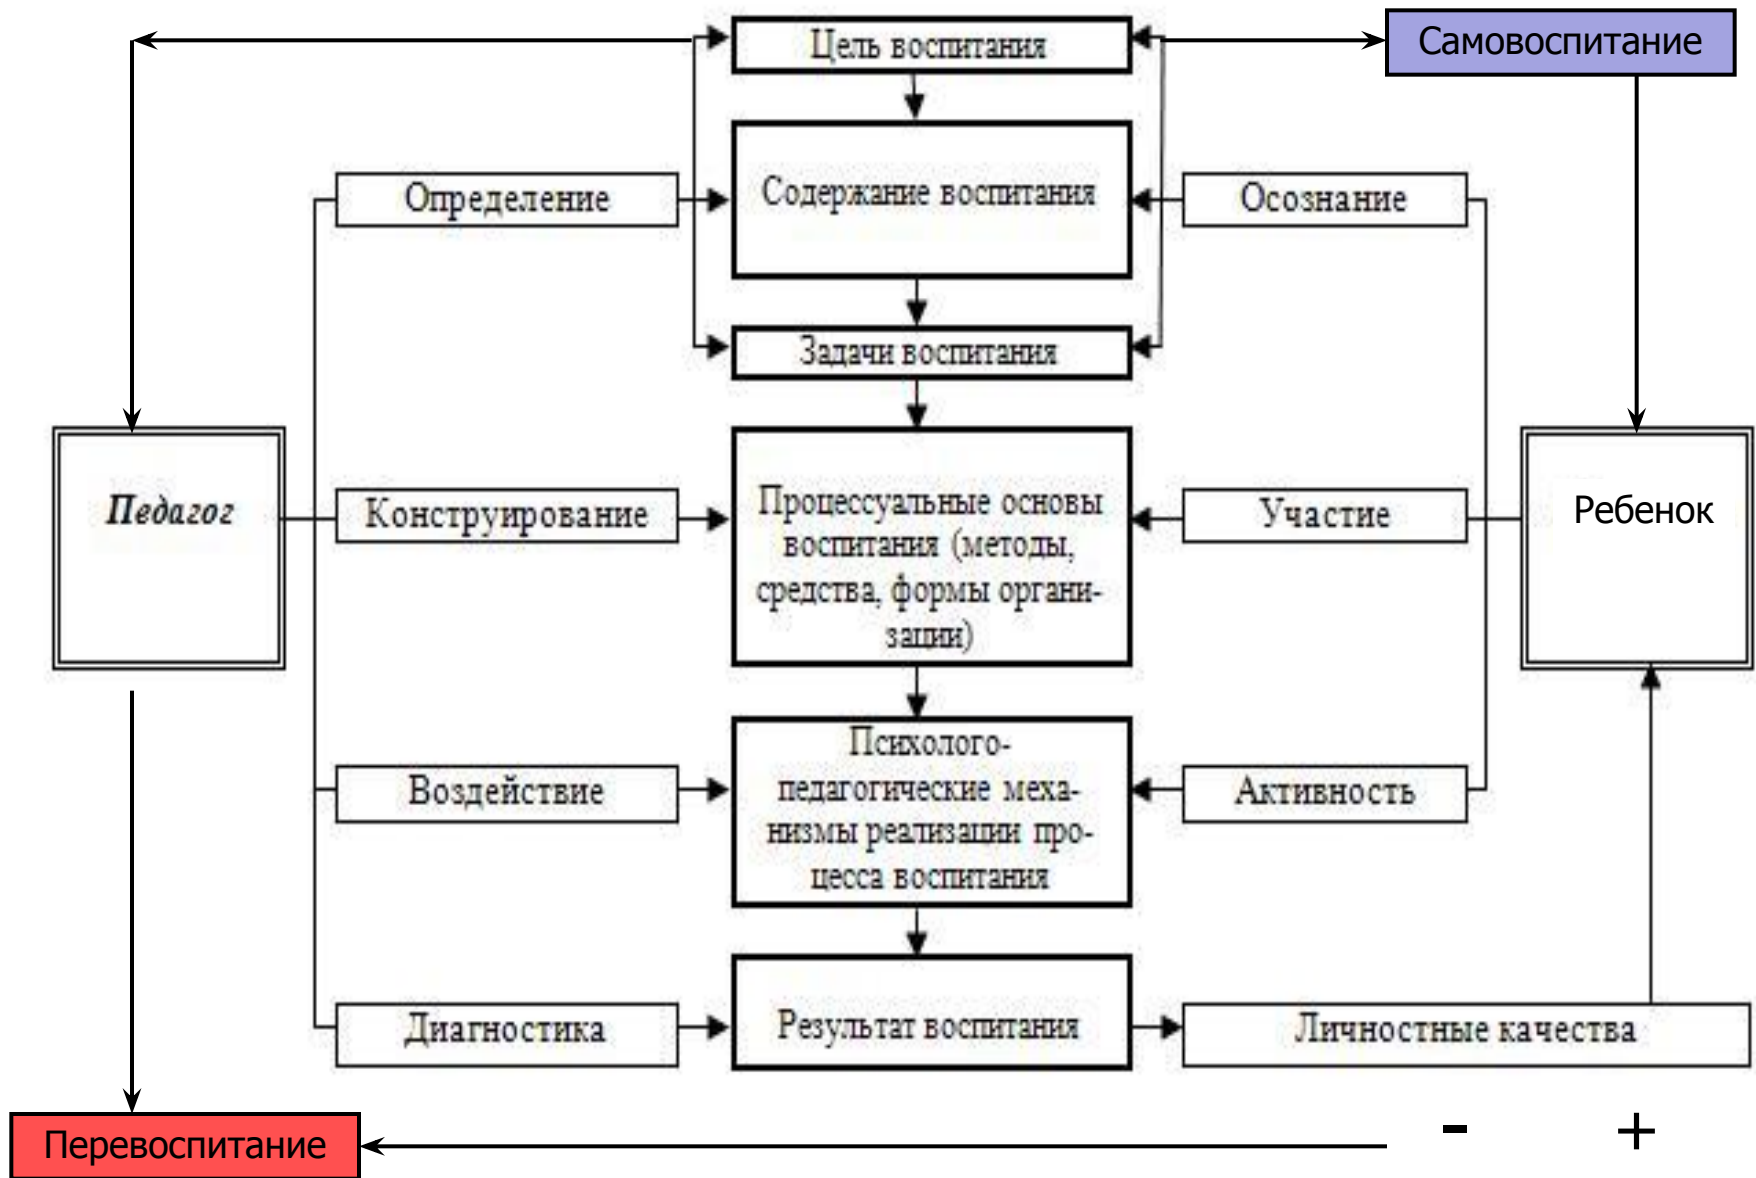 Цель воспитания
Самовоспитание
Определение
Содержание воспитания
Осознание
Задачи воспитания
Педагог
Конструирование
Процессуальные основы
воспитания (методы,
средства, формы органи-
зации)
Участие
Ребенок
Воздействие
Психолого-
педагогические меха-
низмы реализации про-
цесса воспитания
Активность
Диагностика
Результат воспитания
Личностные качества
Перевоспитание
- +